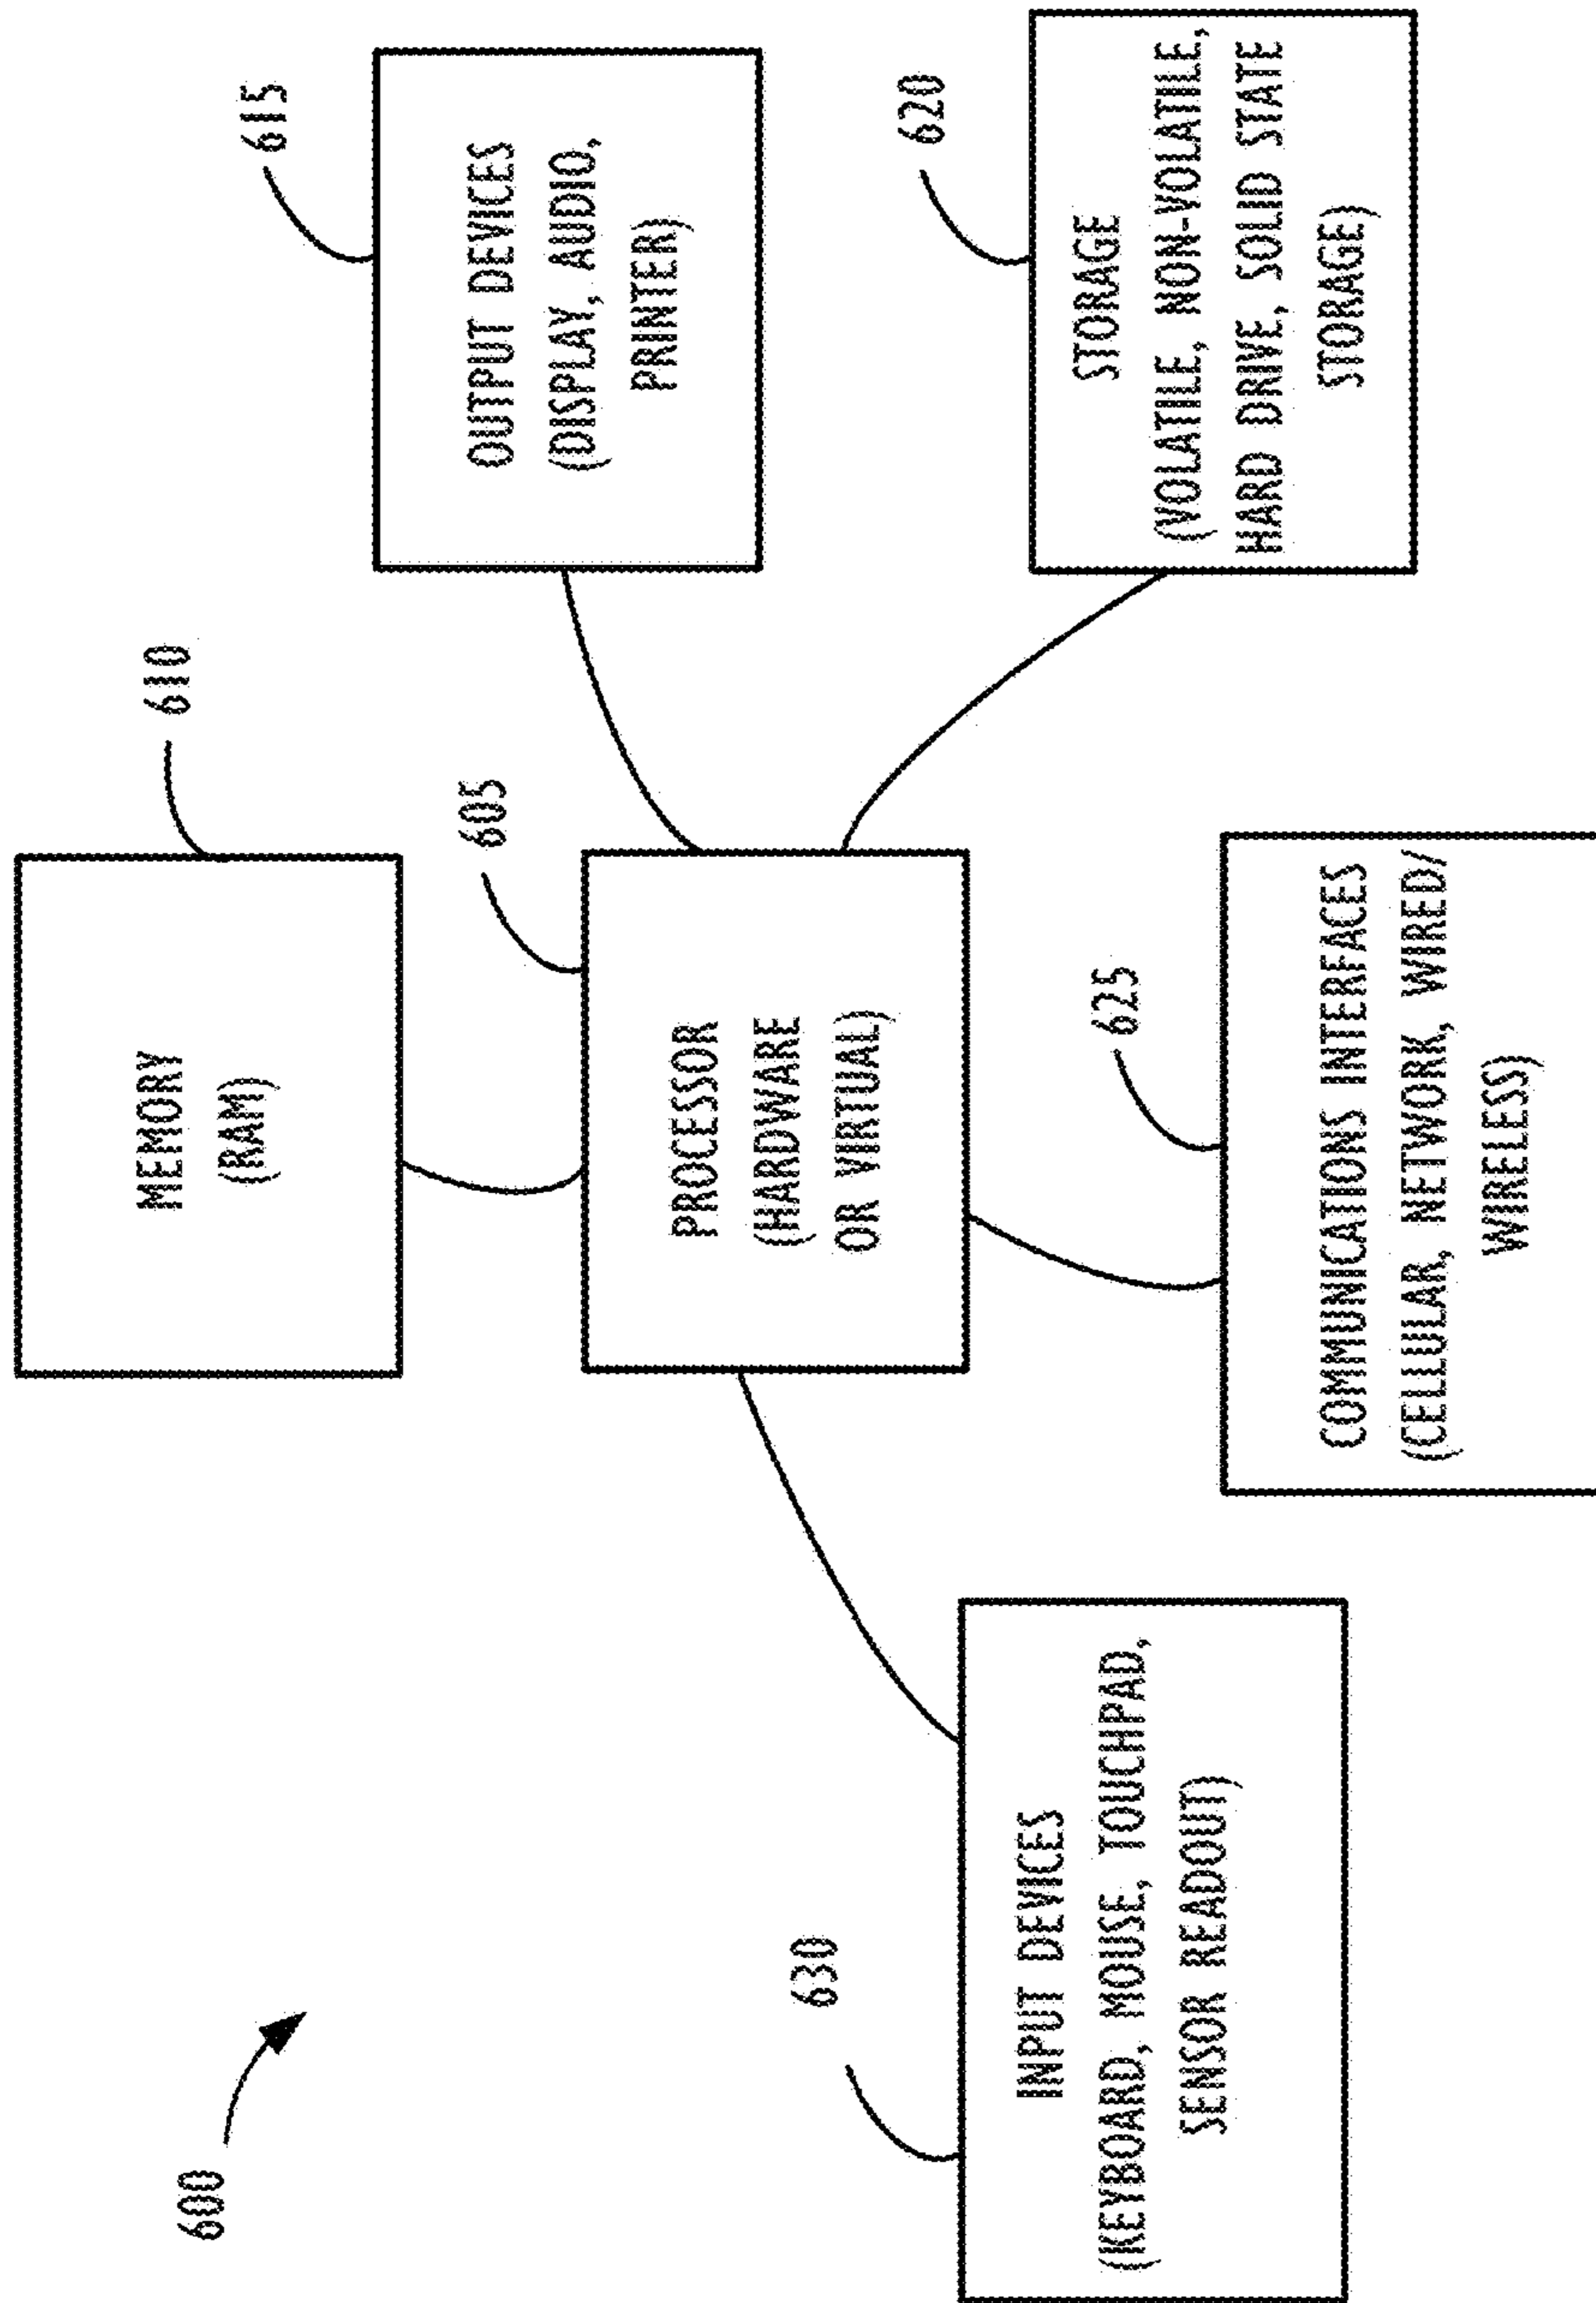 600
610
MEMORY
(RAM)
615
OUTPUT DEVICES
(DISPLAY, AUDIO,
PRINTER)
605
PROCESSOR
(HARDWARE
OR VIRTUAL)
630
INPUT DEVICES
(KEYBOARD, MOUSE, TOUCHPAD,
SENSOR READOUT)
625
COMMUNICATIONS INTERFACES
(CELLULAR, NETWORK, WIRED/
WIRELESS)
620
STORAGE
(VOLATILE, NON-VOLATILE,
HARD DRIVE, SOLID STATE
STORAGE)